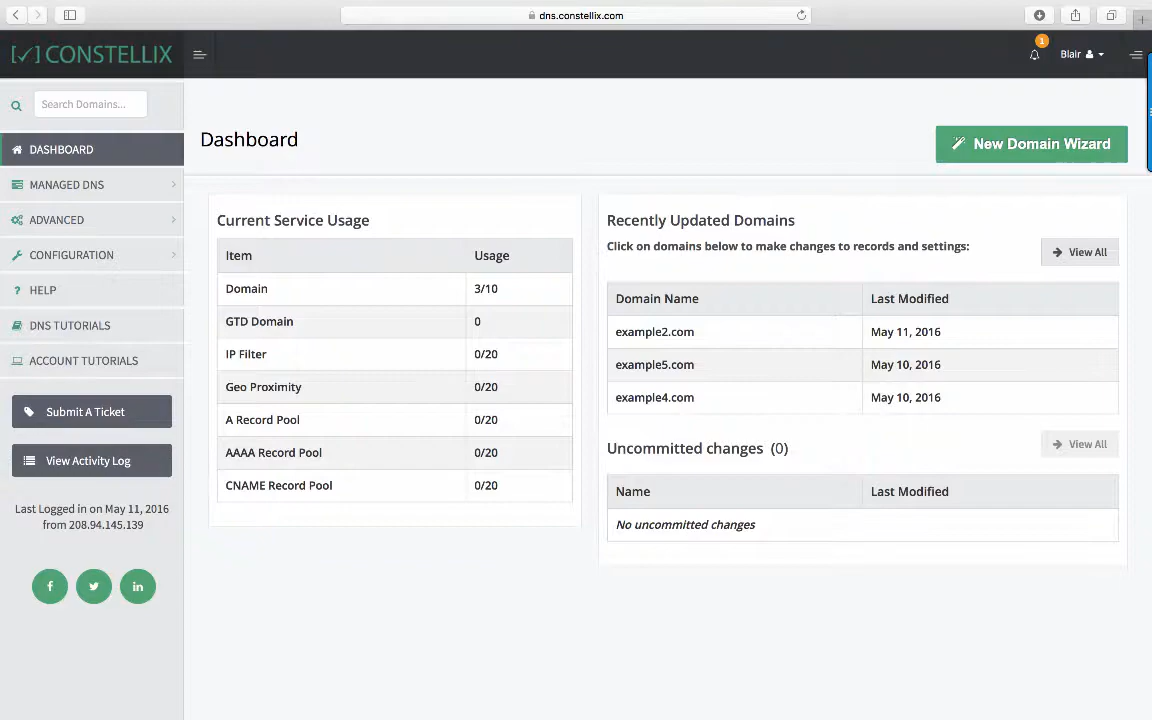 dns.constellix.com
CONSTELLIX
1
Blair
Search Domains...
DASHBOARD
MANAGED DNS
ADVANCED
CONFIGURATION
HELP
DNS TUTORIALS
ACCOUNT TUTORIALS
Submit A Ticket
View Activity Log
Last Logged in on May 11, 2016
from 208.94.145.139
Dashboard
New Domain Wizard
Current Service Usage
Item Usage
Domain 3/10
GTD Domain 0
IP Filter 0/20
Geo Proximity 0/20
A Record Pool 0/20
AAAA Record Pool 0/20
CNAME Record Pool 0/20
Recently Updated Domains
Click on domains below to make changes to records and settings:
View All
Domain Name Last Modified
example2.com May 11, 2016
example5.com May 10, 2016
example4.com May 10, 2016
Uncommitted changes (0)
View All
Name Last Modified
No uncommitted changes